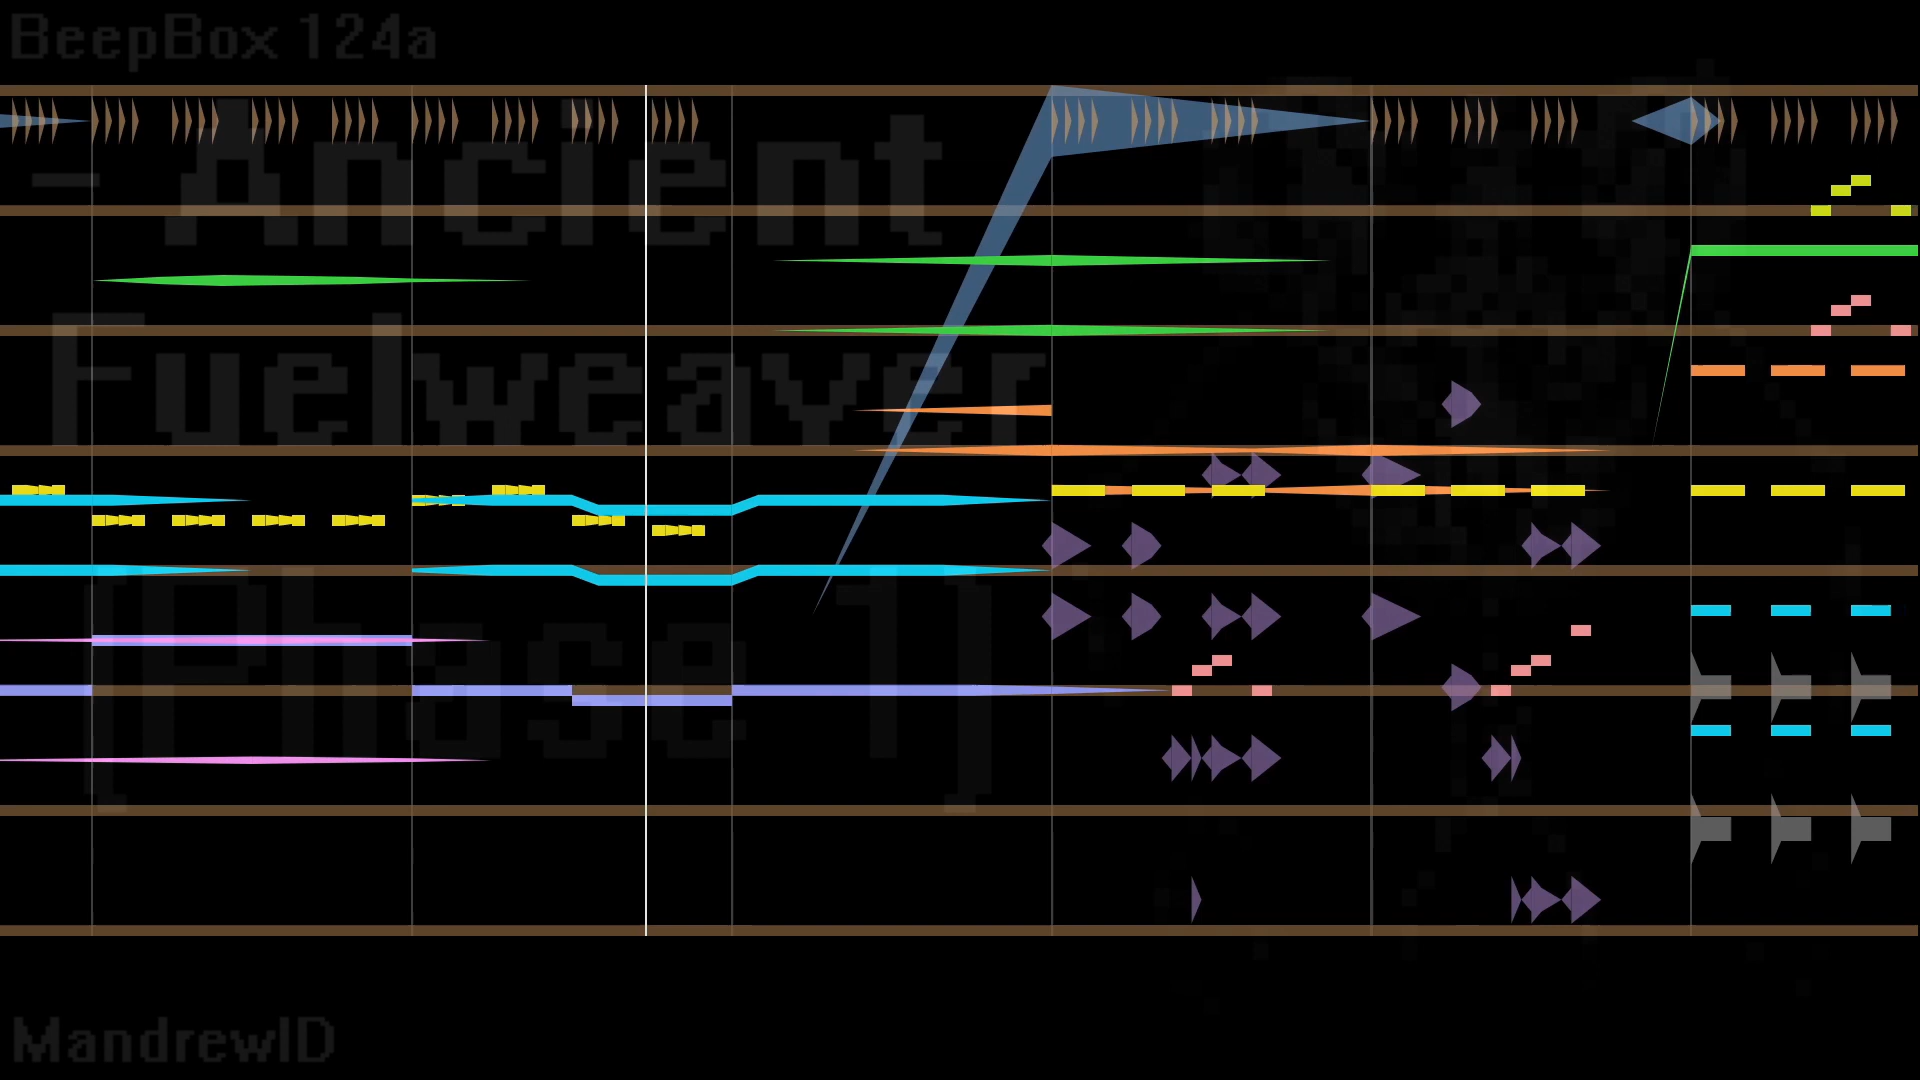 BeepBox 124a
- Ancient
Fuelweaver
[Phase 1]
MandrewID